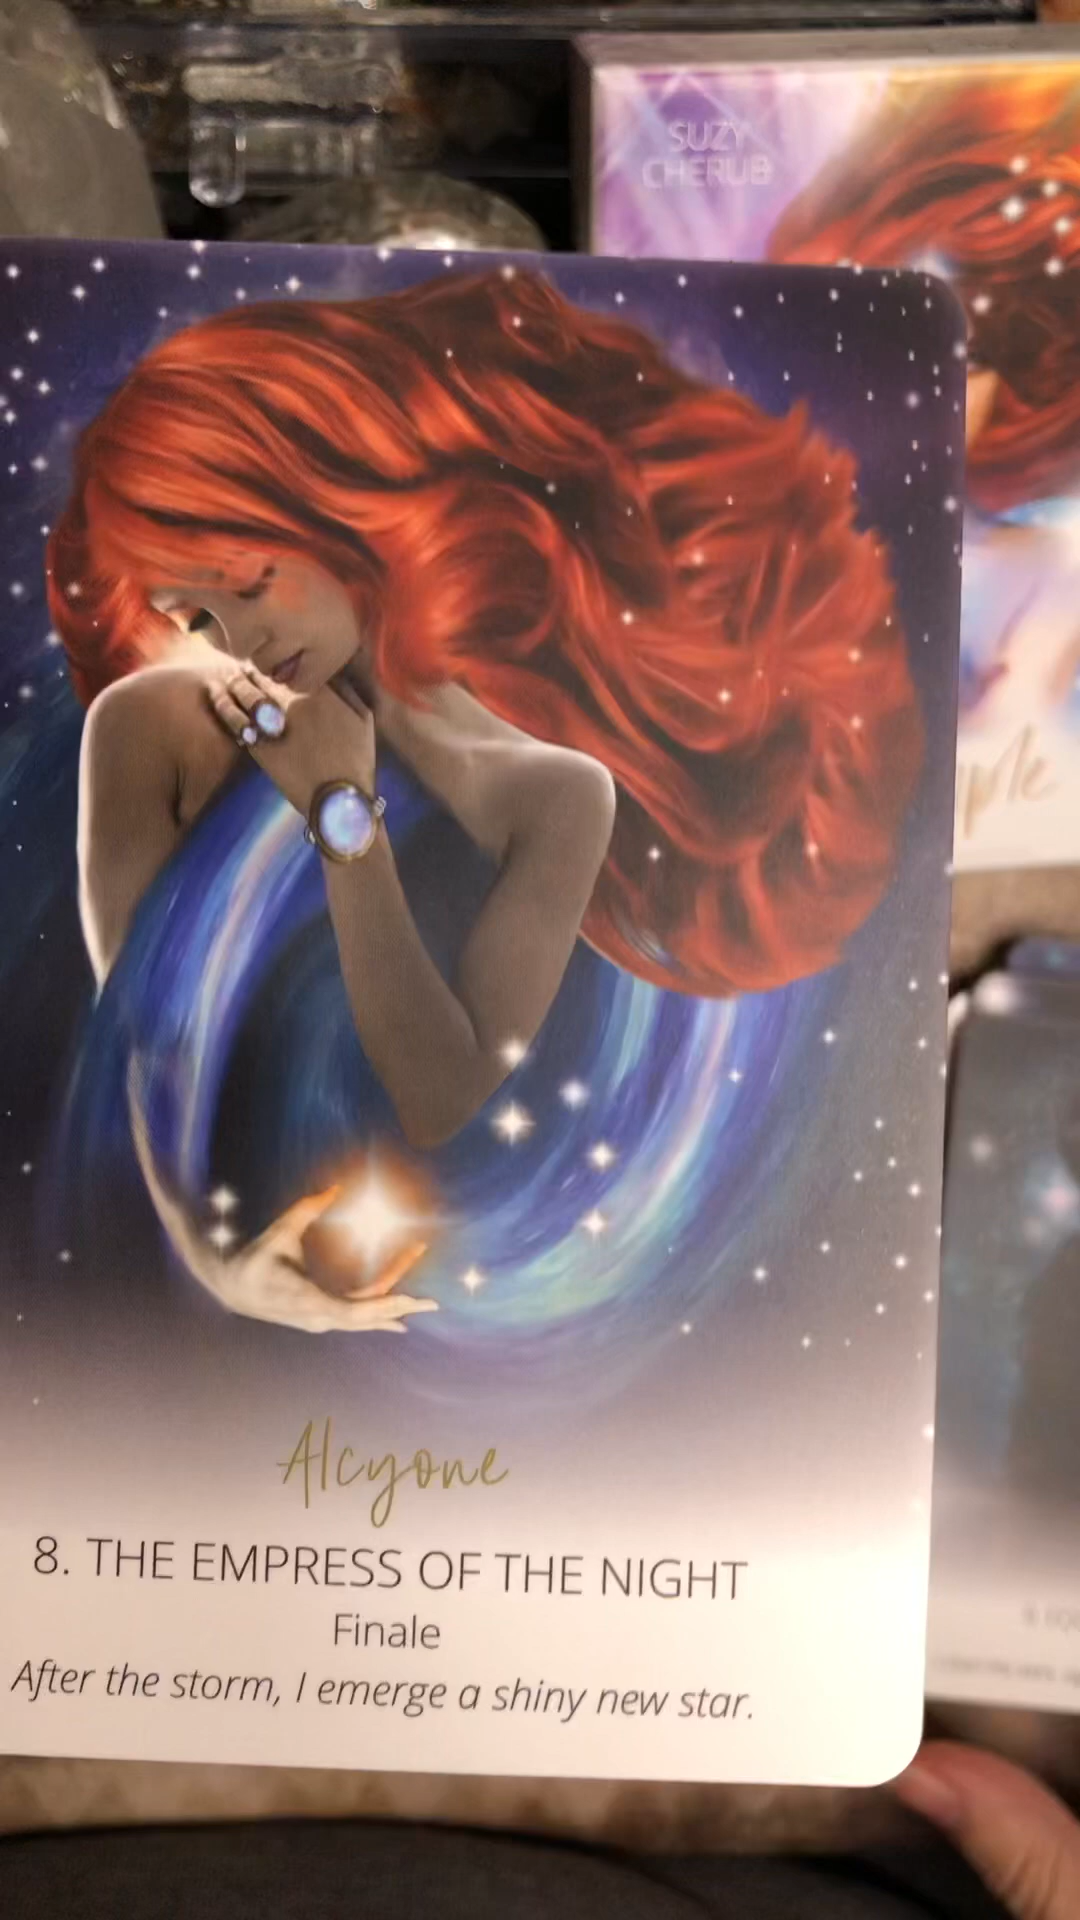 SUZY
CHERUB
Alcyone
8. THE EMPRESS OF THE NIGHT
Finale
After the storm, I emerge a shiny new star.